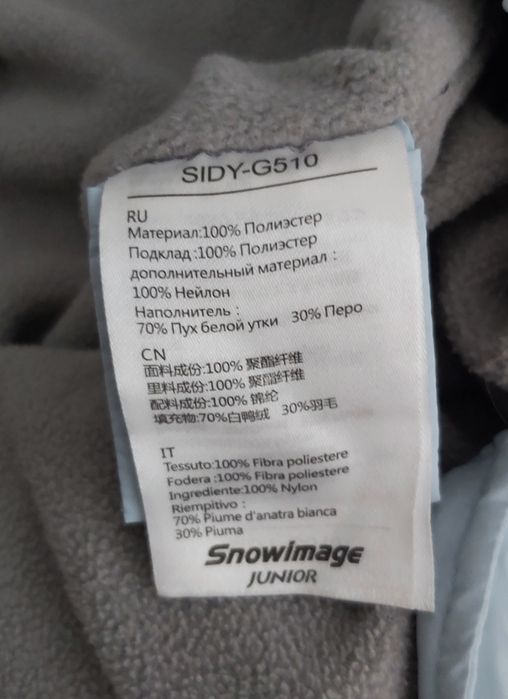 SIDY-G510
RU
Материал:100% Полиэстер
Подклад :100% Полиэстер
дополнительный материал :
100% Нейлон
Наполнитель :
70% Пух белой утки 30% Перо
CN
面料成份:100% 聚酯纤维
里料成份:100% 聚酯纤维
配料成份:100% 锦纶
填充物:70%白鸭绒 30%羽毛
IT
Tessuto:100% Fibra poliestere
Fodera :100% Fibra poliestere
Ingrediente:100% Nylon
Riempitivo :
70% Piume d'anatra bianca
30% Piuma
Snowimage
JUNIOR